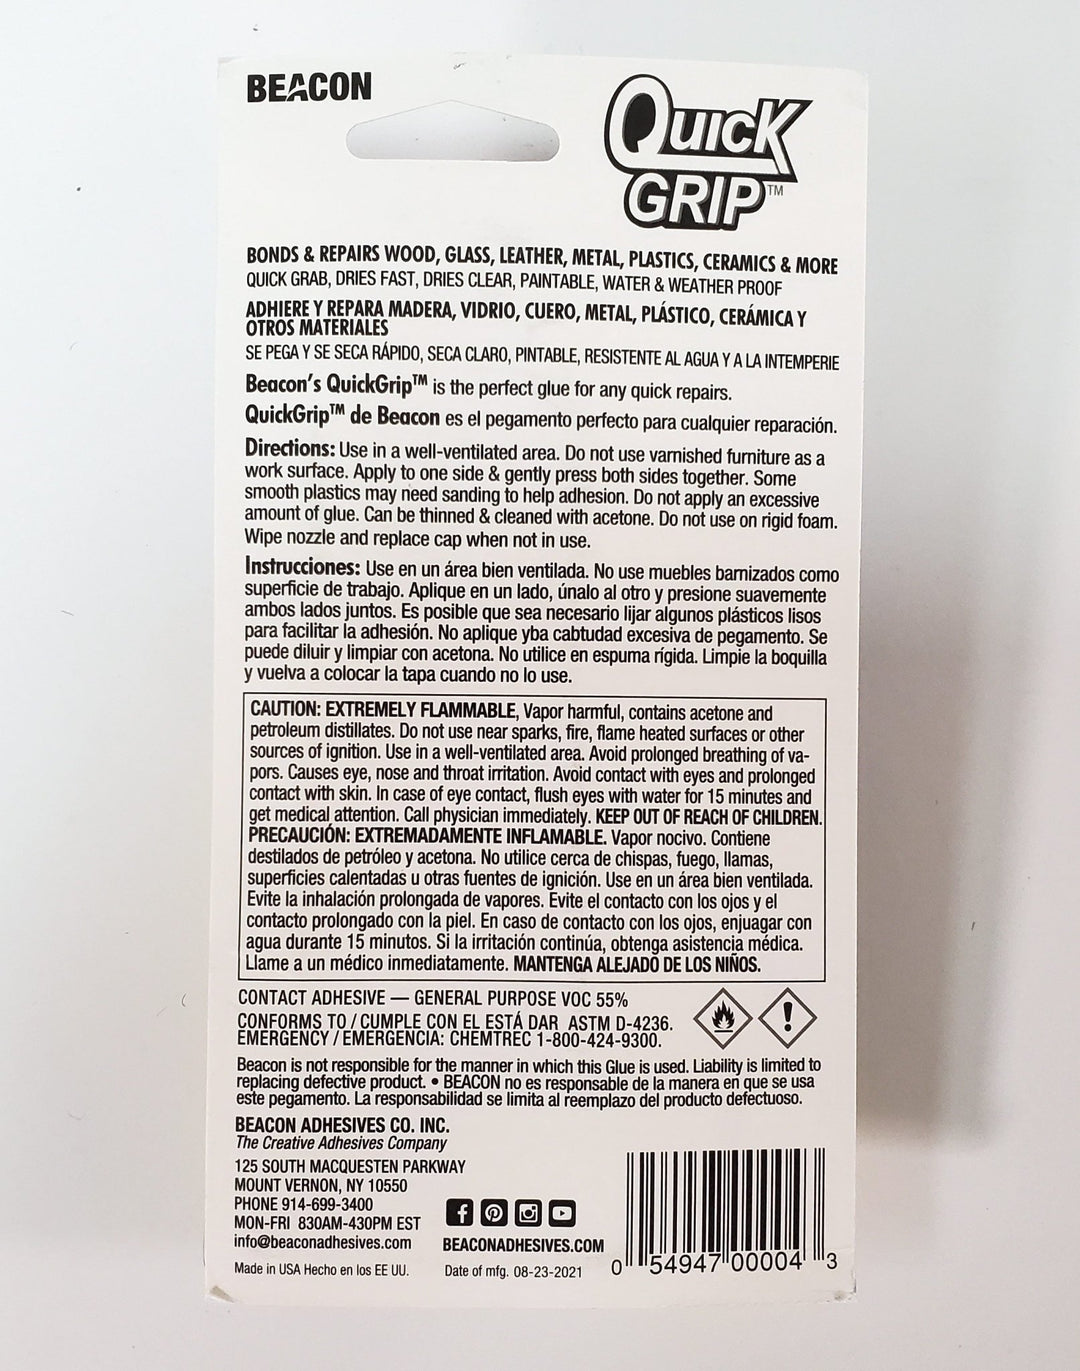 BEACON
QUICK
GRIP™
BONDS & REPAIRS WOOD, GLASS, LEATHER, METAL, PLASTICS, CERAMICS & MORE
QUICK GRAB, DRIES FAST, DRIES CLEAR, PAINTABLE, WATER & WEATHER PROOF
ADHIERE Y REPARA MADERA, VIDRIO, CUERO, METAL, PLÁSTICO, CERÁMICA Y
OTROS MATERIALES
SE PEGA Y SE SECA RÁPIDO, SECA CLARO, PINTABLE, RESISTENTE AL AGUA Y A LA INTEMPERIE
Beacon's QuickGrip™ is the perfect glue for any quick repairs.
QuickGrip™ de Beacon es el pegamento perfecto para cualquier reparación.
Directions: Use in a well-ventilated area. Do not use varnished furniture as a
work surface. Apply to one side & gently press both sides together. Some
smooth plastics may need sanding to help adhesion. Do not apply an excessive
amount of glue. Can be thinned & cleaned with acetone. Do not use on rigid foam.
Wipe nozzle and replace cap when not in use.
Instrucciones: Use en un área bien ventilada. No use muebles barnizados como
superficie de trabajo. Aplique en un lado, únalo al otro y presione suavemente
ambos lados juntos. Es posible que sea necesario lijar algunos plásticos lisos
para facilitar la adhesión. No aplique yba cabtudad excesiva de pegamento. Se
puede diluir y limpiar con acetona. No utilice en espuma rígida. Limpie la boquilla
y vuelva a colocar la tapa cuando no lo use.
CAUTION: EXTREMELY FLAMMABLE, Vapor harmful, contains acetone and
petroleum distillates. Do not use near sparks, fire, flame heated surfaces or other
sources of ignition. Use in a well-ventilated area. Avoid prolonged breathing of va-
pors. Causes eye, nose and throat irritation. Avoid contact with eyes and prolonged
contact with skin. In case of eye contact, flush eyes with water for 15 minutes and
get medical attention. Call physician immediately. KEEP OUT OF REACH OF CHILDREN.
PRECAUCIÓN: EXTREMADAMENTE INFLAMABLE. Vapor nocivo. Contiene
destilados de petróleo y acetona. No utilice cerca de chispas, fuego, llamas,
superficies calentadas u otras fuentes de ignición. Use en un área bien ventilada.
Evite la inhalación prolongada de vapores. Evite el contacto con los ojos y el
contacto prolongado con la piel. En caso de contacto con los ojos, enjuagar con
agua durante 15 minutos. Si la irritación continúa, obtenga asistencia médica.
Llame a un médico inmediatamente. MANTENGA ALEJADO DE LOS NIÑOS.
CONTACT ADHESIVE — GENERAL PURPOSE VOC 55%
CONFORMS TO / CUMPLE CON EL ESTÁ DAR ASTM D-4236.
EMERGENCY / EMERGENCIA: CHEMTREC 1-800-424-9300.
Beacon is not responsible for the manner in which this Glue is used. Liability is limited to
replacing defective product. • BEACON no es responsable de la manera en que se usa
este pegamento. La responsabilidad se limita al reemplazo del producto defectuoso.
BEACON ADHESIVES CO. INC.
The Creative Adhesives Company
125 SOUTH MACQUESTEN PARKWAY
MOUNT VERNON, NY 10550
PHONE 914-699-3400
MON-FRI 830AM-430PM EST
info@beaconadhesives.com
BEACONADHESIVES.COM
Made in USA Hecho en los EE UU.
Date of mfg. 08-23-2021
0 54947 00004 3